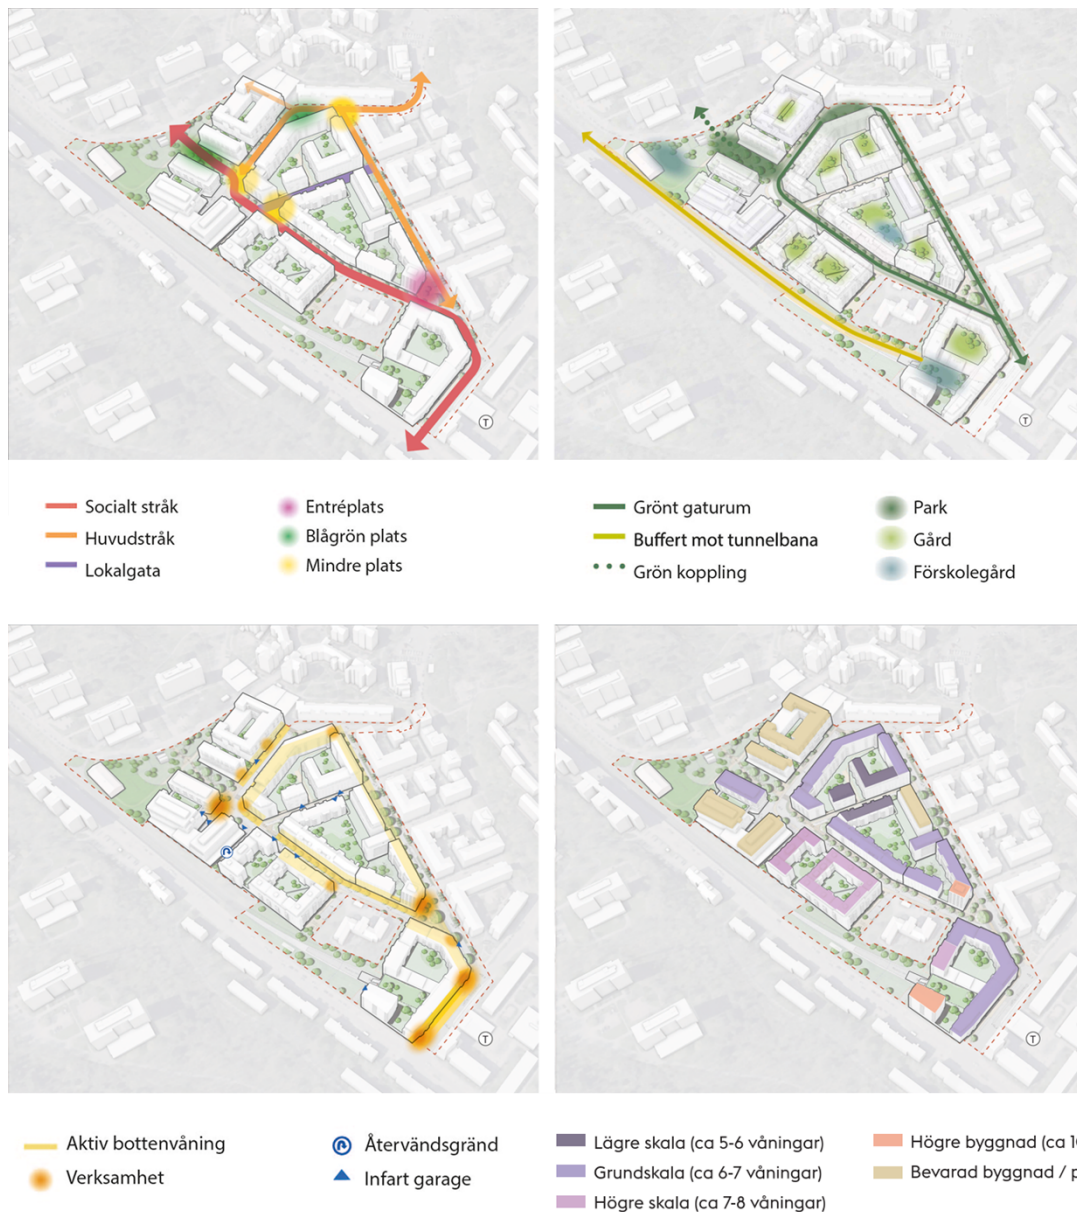 T
T
Socialt stråk
Huvudstråk
Lokalgata
Entréplats
Blågrön plats
Mindre plats
Grönt gaturum
Buffert mot tunnelbana
Grön koppling
Park
Gård
Förskolegård
T
T
Aktiv bottenvåning
Verksamhet
Återvändsgränd
Infart garage
Lägre skala (ca 5-6 våningar)
Grundskala (ca 6-7 våningar)
Högre skala (ca 7-8 våningar)
Högre byggnad (ca
Bevarad byggnad /